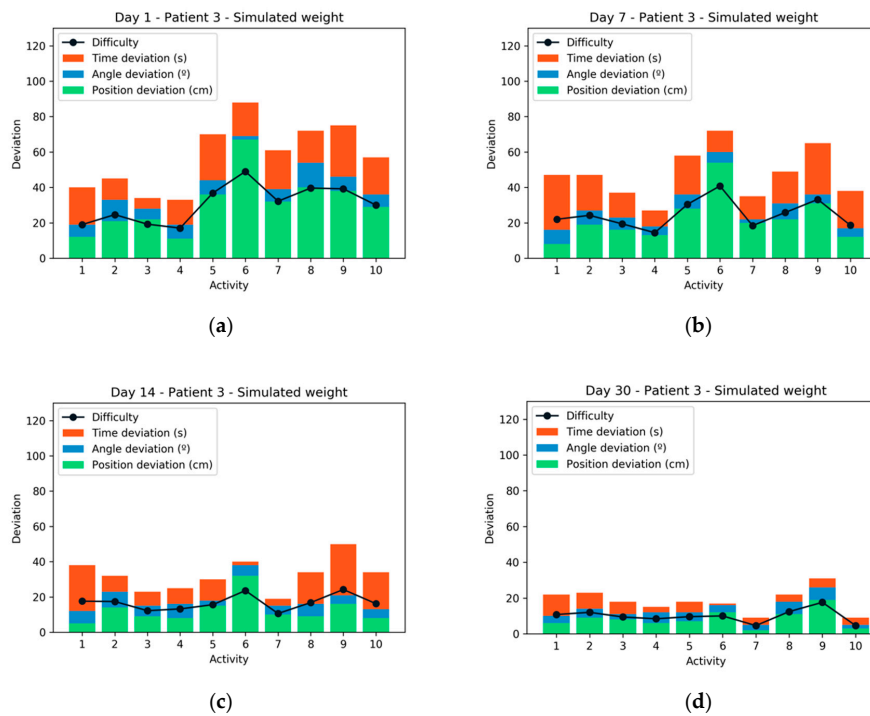 Day 1 - Patient 3 - Simulated weight
Difficulty
Time deviation (s)
Angle deviation (º)
Position deviation (cm)
Deviation
120
100
80
60
40
20
0
1 2 3 4 5 6 7 8 9 10
Activity
(a)
Day 7 - Patient 3 - Simulated weight
Difficulty
Time deviation (s)
Angle deviation (º)
Position deviation (cm)
Deviation
120
100
80
60
40
20
0
1 2 3 4 5 6 7 8 9 10
Activity
(b)
Day 14 - Patient 3 - Simulated weight
Difficulty
Time deviation (s)
Angle deviation (º)
Position deviation (cm)
Deviation
120
100
80
60
40
20
0
1 2 3 4 5 6 7 8 9 10
Activity
(c)
Day 30 - Patient 3 - Simulated weight
Difficulty
Time deviation (s)
Angle deviation (º)
Position deviation (cm)
Deviation
120
100
80
60
40
20
0
1 2 3 4 5 6 7 8 9 10
Activity
(d)